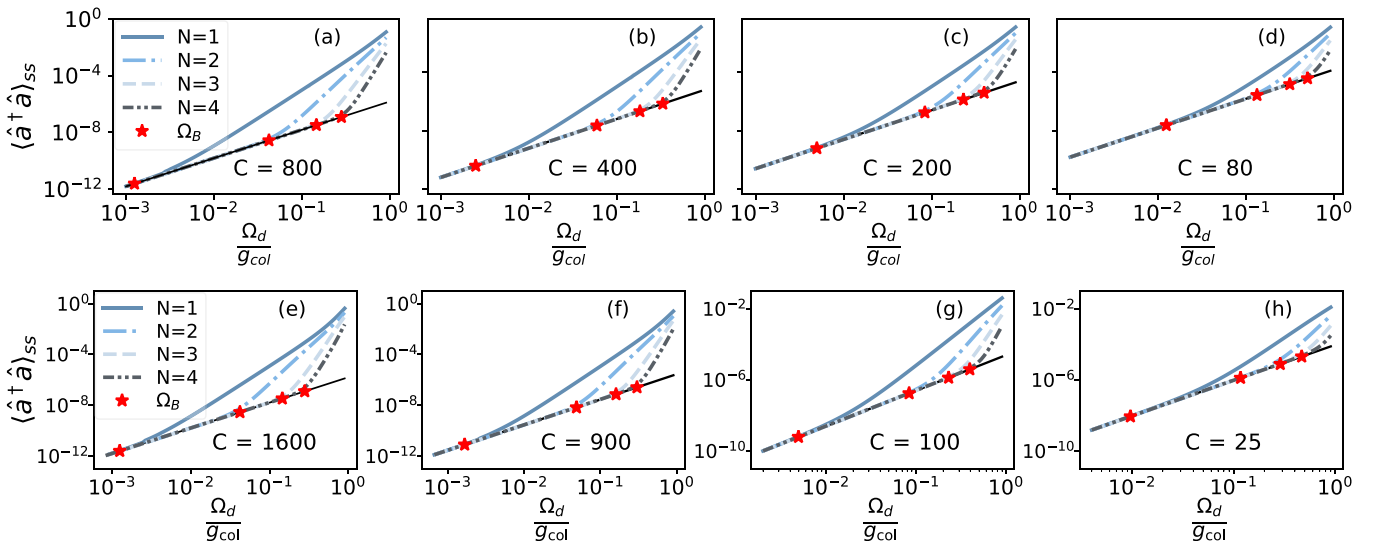 ⟨â†â⟩ss
10^0
10^-4
10^-8
10^-12
N=1
N=2
N=3
N=4
Ω_B
(a)
C = 800
10^-3 10^-2 10^-1 10^0
Ω_d
g_col
(b)
C = 400
10^-3 10^-2 10^-1 10^0
Ω_d
g_col
(c)
C = 200
10^-3 10^-2 10^-1 10^0
Ω_d
g_col
(d)
C = 80
10^-3 10^-2 10^-1 10^0
Ω_d
g_col
⟨â†â⟩ss
10^0
10^-4
10^-8
10^-12
N=1
N=2
N=3
N=4
Ω_B
(e)
C = 1600
10^-3 10^-2 10^-1 10^0
Ω_d
g_col
10^0
10^-4
10^-8
10^-12
(f)
C = 900
10^-3 10^-2 10^-1 10^0
Ω_d
g_col
10^-2
10^-6
10^-10
(g)
C = 100
10^-2 10^-1 10^0
Ω_d
g_col
10^-2
10^-6
10^-10
(h)
C = 25
10^-2 10^-1 10^0
Ω_d
g_col